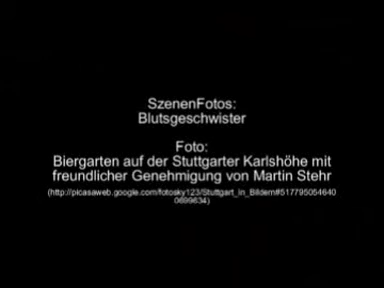 SzenenFotos:
Blutsgeschwister
Foto:
Biergarten auf der Stuttgarter Karlshöhe mit
freundlicher Genehmigung von Martin Stehr
(http://picasaweb.google.com/fotosky123/Stuttgart_In_Bildern#517795054640
0699634)